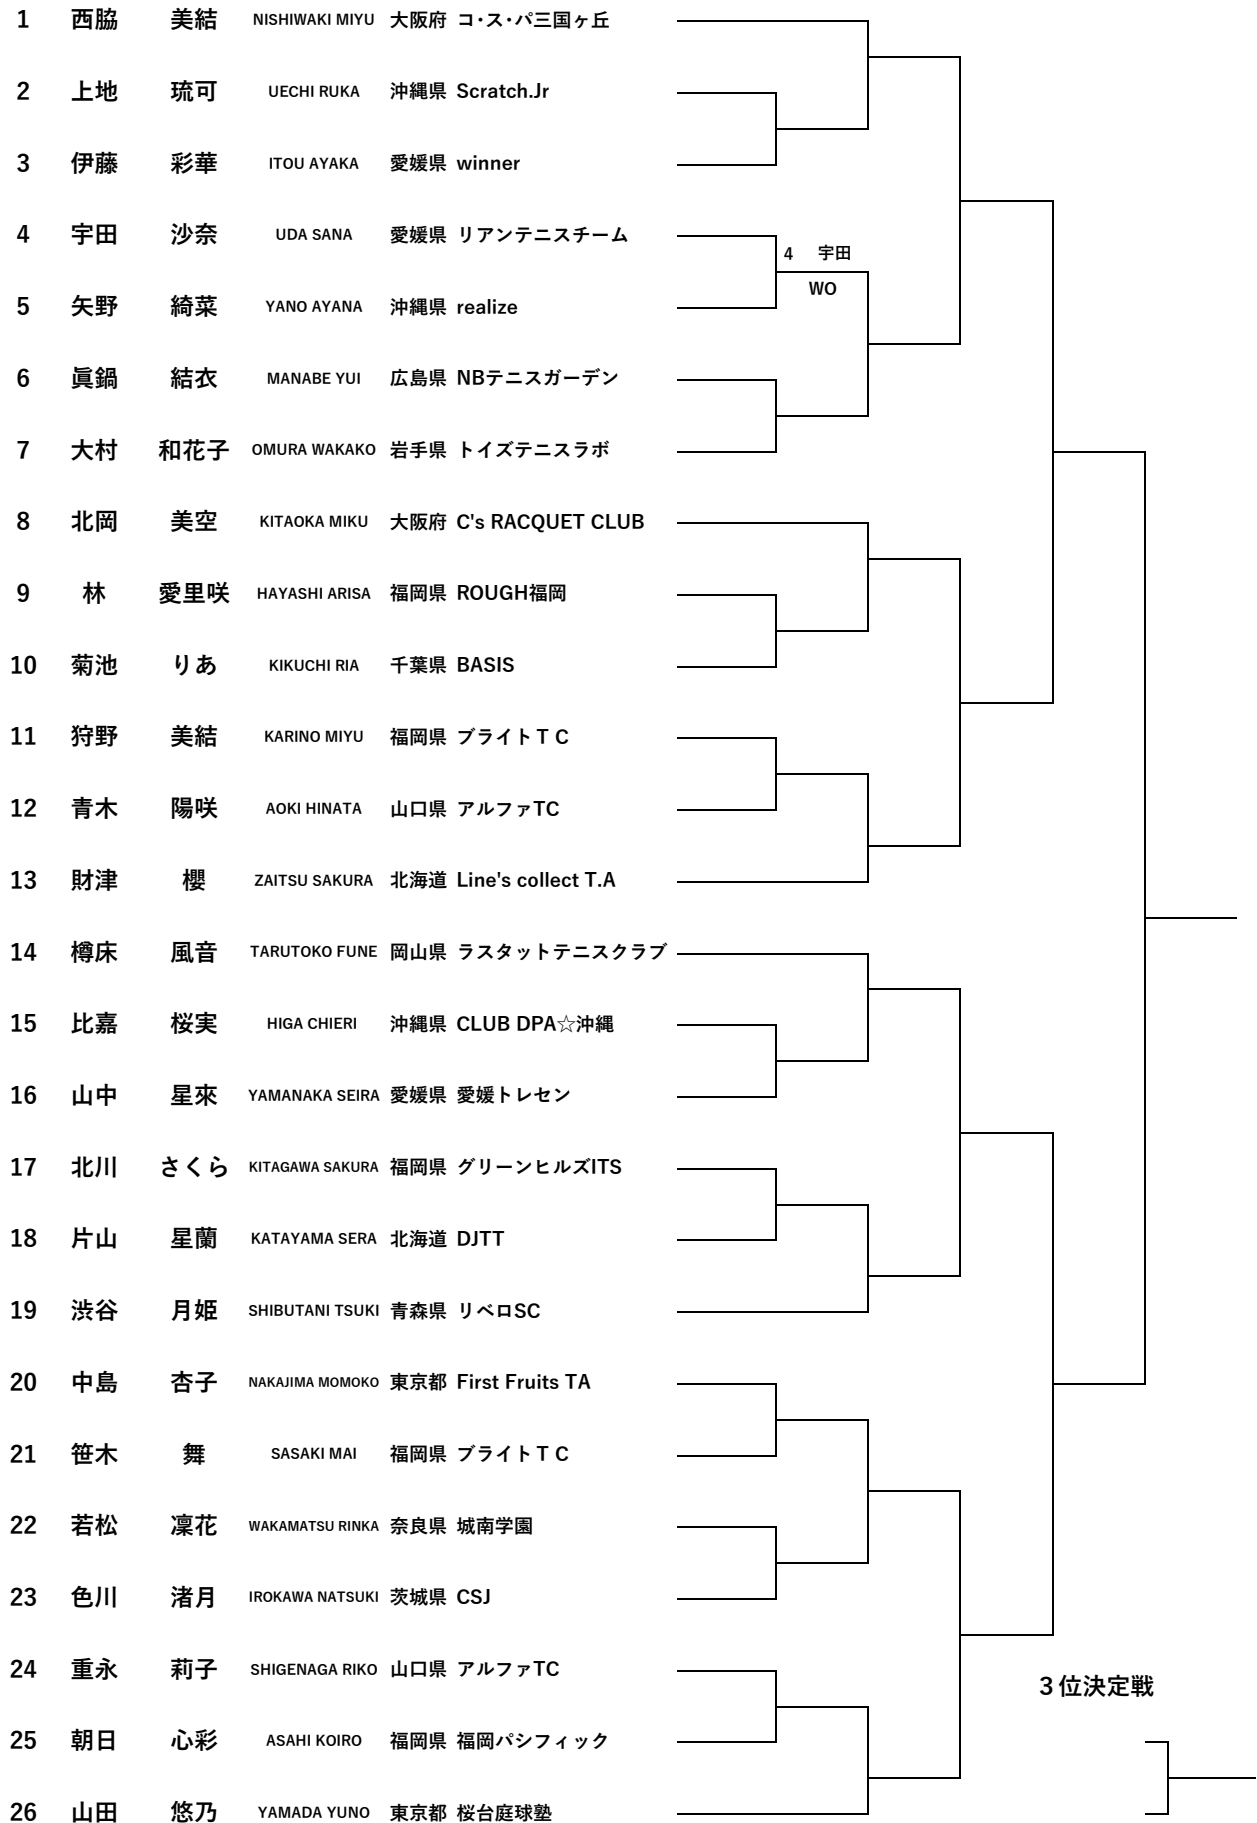 1 西脇 美結 NISHIWAKI MIYU 大阪府 コ･ス･パ三国ヶ丘
2 上地 琉可 UECHI RUKA 沖縄県 Scratch.Jr
3 伊藤 彩華 ITOU AYAKA 愛媛県 winner
4 宇田 沙奈 UDA SANA 愛媛県 リアンテニスチーム
4 宇田
WO
5 矢野 綺菜 YANO AYANA 沖縄県 realize
6 眞鍋 結衣 MANABE YUI 広島県 NBテニスガーデン
7 大村 和花子 OMURA WAKAKO 岩手県 トイズテニスラボ
8 北岡 美空 KITAOKA MIKU 大阪府 C's RACQUET CLUB
9 林 愛里咲 HAYASHI ARISA 福岡県 ROUGH福岡
10 菊池 りあ KIKUCHI RIA 千葉県 BASIS
11 狩野 美結 KARINO MIYU 福岡県 ブライトＴＣ
12 青木 陽咲 AOKI HINATA 山口県 アルファTC
13 財津 櫻 ZAITSU SAKURA 北海道 Line's collect T.A
14 樽床 風音 TARUTOKO FUNE 岡山県 ラスタットテニスクラブ
15 比嘉 桜実 HIGA CHIERI 沖縄県 CLUB DPA☆沖縄
16 山中 星來 YAMANAKA SEIRA 愛媛県 愛媛トレセン
17 北川 さくら KITAGAWA SAKURA 福岡県 グリーンヒルズITS
18 片山 星蘭 KATAYAMA SERA 北海道 DJTT
19 渋谷 月姫 SHIBUTANI TSUKI 青森県 リベロSC
20 中島 杏子 NAKAJIMA MOMOKO 東京都 First Fruits TA
21 笹木 舞 SASAKI MAI 福岡県 ブライトＴＣ
22 若松 凜花 WAKAMATSU RINKA 奈良県 城南学園
23 色川 渚月 IROKAWA NATSUKI 茨城県 CSJ
24 重永 莉子 SHIGENAGA RIKO 山口県 アルファTC
３位決定戦
25 朝日 心彩 ASAHI KOIRO 福岡県 福岡パシフィック
26 山田 悠乃 YAMADA YUNO 東京都 桜台庭球塾